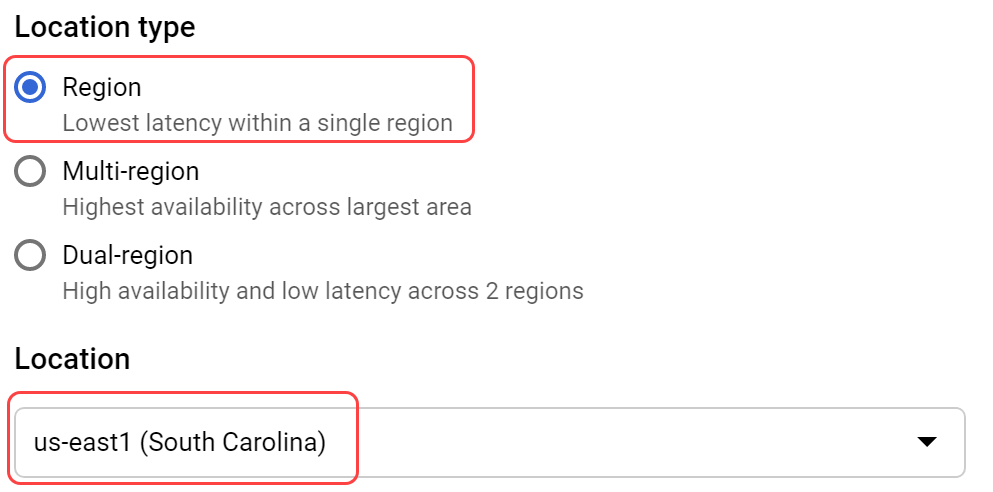 Location type
Region
Lowest latency within a single region
Multi-region
Highest availability across largest area
Dual-region
High availability and low latency across 2 regions
Location
us-east1 (South Carolina)